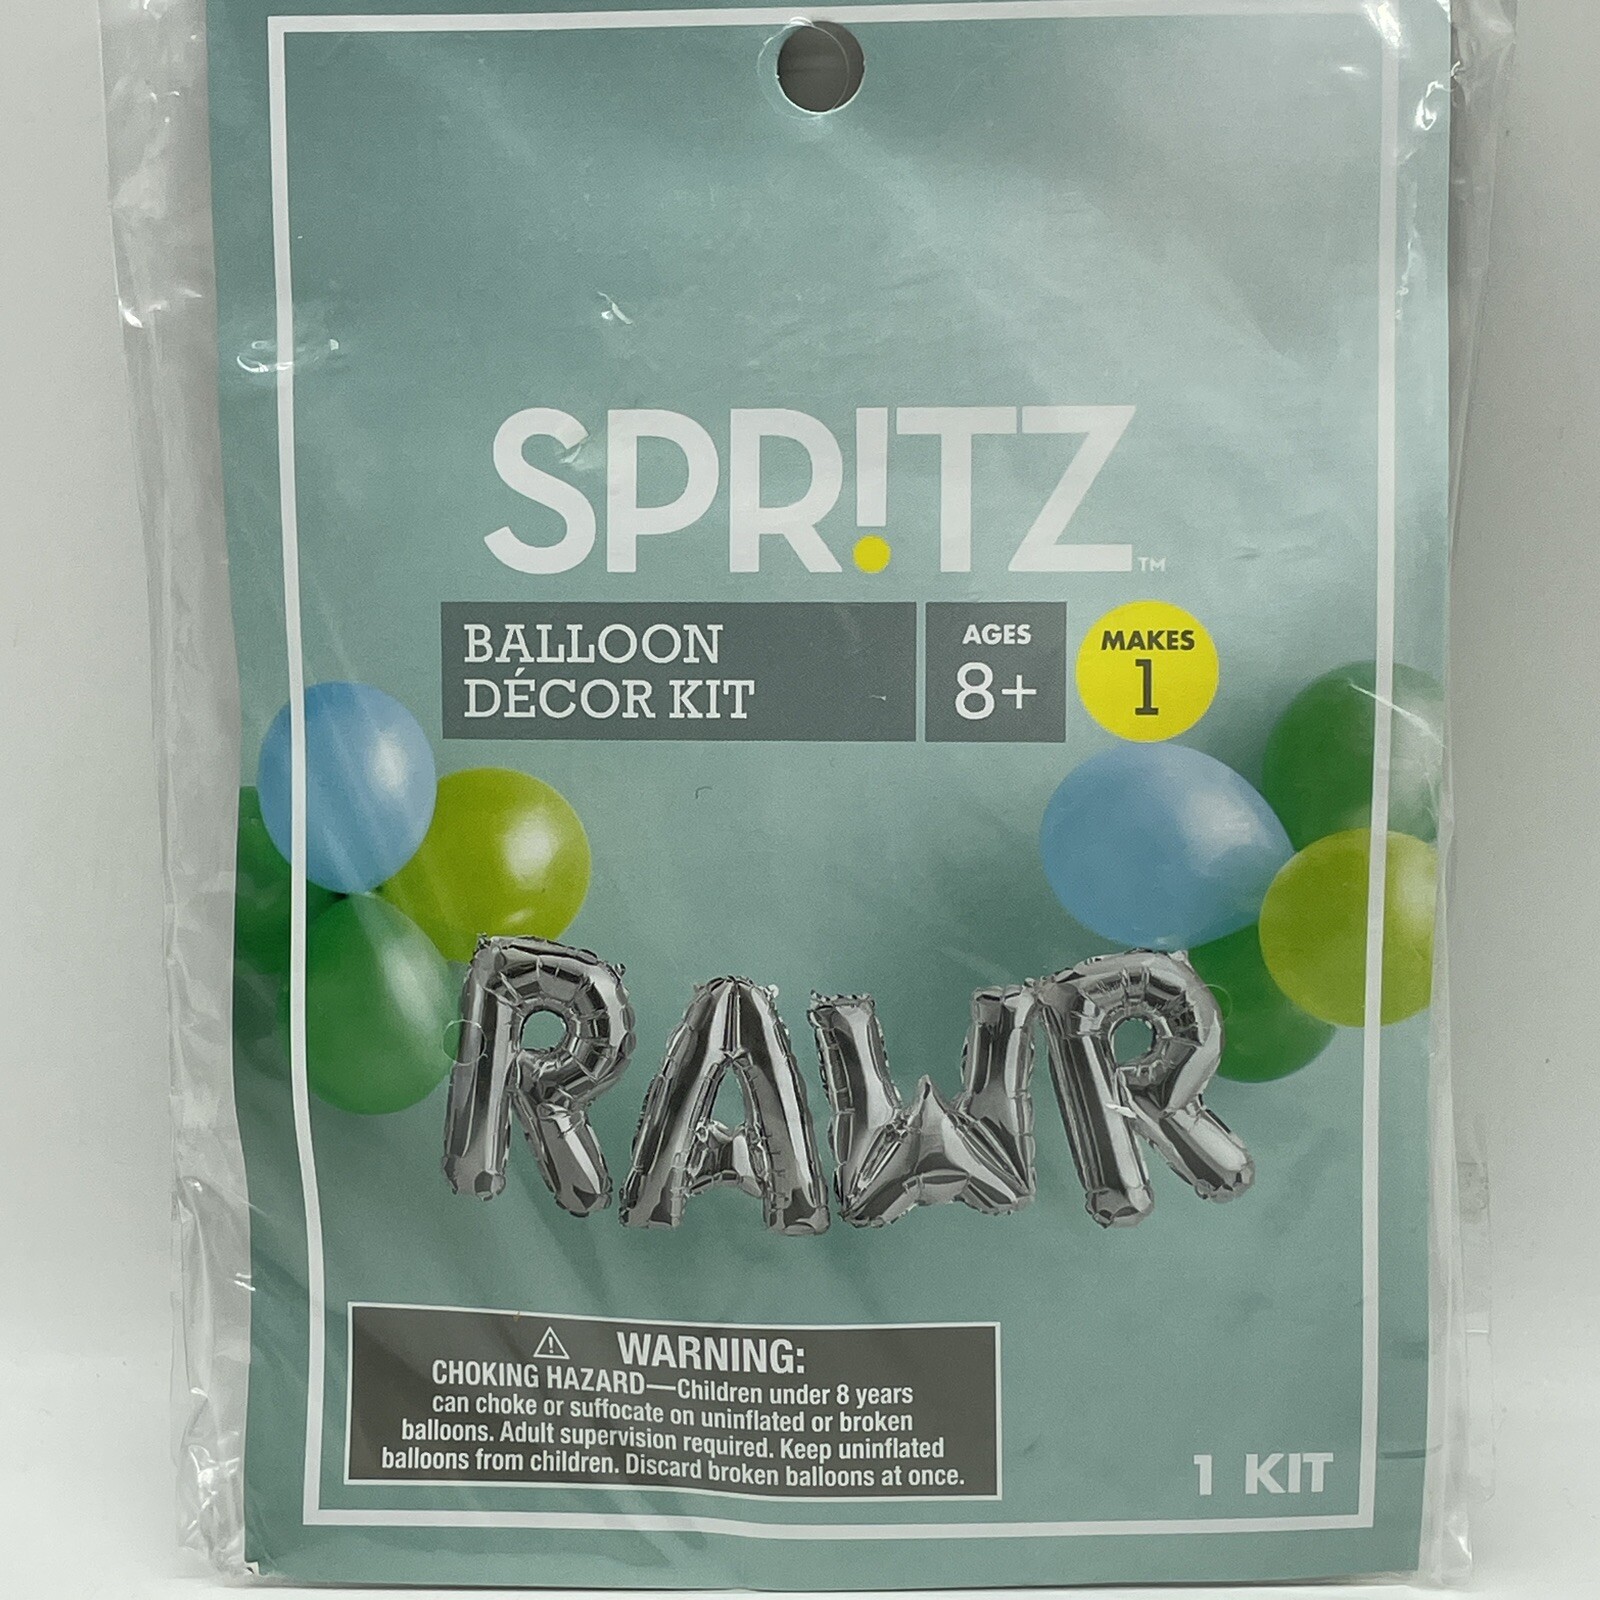 SPR!TZ™
BALLOON
DÉCOR KIT
AGES
8+
MAKES
1
RAWR
⚠ WARNING:
CHOKING HAZARD—Children under 8 years
can choke or suffocate on uninflated or broken
balloons. Adult supervision required. Keep uninflated
balloons from children. Discard broken balloons at once.
1 KIT